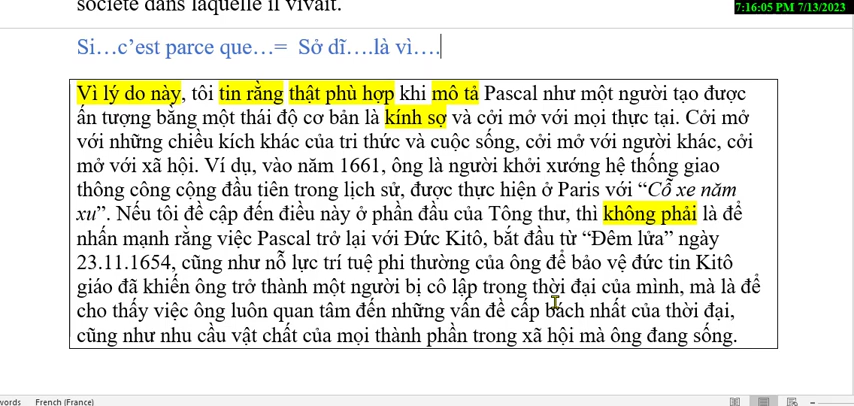 7:16:05 PM 7/13/2023
société dans laquelle il vivait.
Si…c’est parce que…= Sở dĩ….là vì….
Vì lý do này, tôi tin rằng thật phù hợp khi mô tả Pascal như một người tạo được
ấn tượng bằng một thái độ cơ bản là kính sợ và cởi mở với mọi thực tại. Cởi mở
với những chiều kích khác của tri thức và cuộc sống, cởi mở với người khác, cởi
mở với xã hội. Ví dụ, vào năm 1661, ông là người khởi xướng hệ thống giao
thông công cộng đầu tiên trong lịch sử, được thực hiện ở Paris với “Cỗ xe năm
xu”. Nếu tôi đề cập đến điều này ở phần đầu của Tông thư, thì không phải là để
nhấn mạnh rằng việc Pascal trở lại với Đức Kitô, bắt đầu từ “Đêm lửa” ngày
23.11.1654, cũng như nỗ lực trí tuệ phi thường của ông để bảo vệ đức tin Kitô
giáo đã khiến ông trở thành một người bị cô lập trong thời đại của mình, mà là để
cho thấy việc ông luôn quan tâm đến những vấn đề cấp bách nhất của thời đại,
cũng như nhu cầu vật chất của mọi thành phần trong xã hội mà ông đang sống.
words French (France)